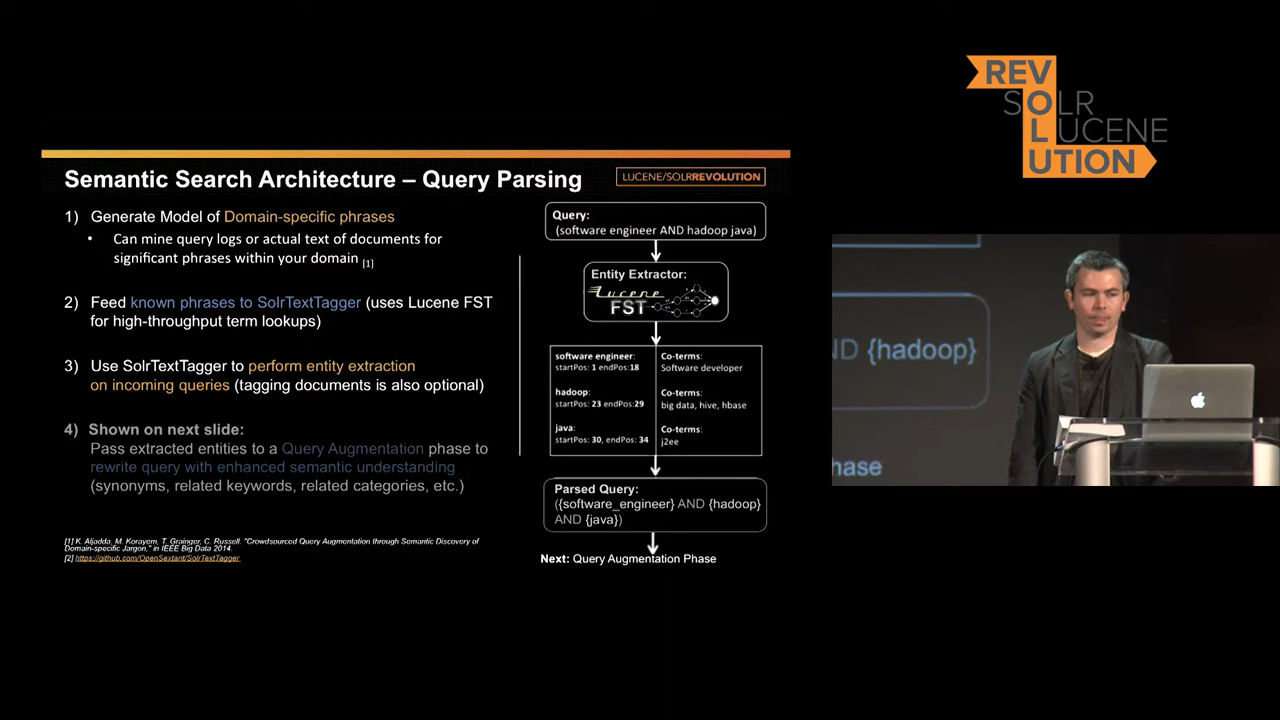 REV
SOLR
O
L
LUCENE
UTION
Semantic Search Architecture – Query Parsing
LUCENE/SOLRREVOLUTION
1) Generate Model of Domain-specific phrases
• Can mine query logs or actual text of documents for
significant phrases within your domain [1]
2) Feed known phrases to SolrTextTagger (uses Lucene FST
for high-throughput term lookups)
3) Use SolrTextTagger to perform entity extraction
on incoming queries (tagging documents is also optional)
4) Shown on next slide:
Pass extracted entities to a Query Augmentation phase to
rewrite query with enhanced semantic understanding
(synonyms, related keywords, related categories, etc.)
[1] K. Aljadda, M. Korayem, T. Grainger, C. Russell. "Crowdsourced Query Augmentation through Semantic Discovery of
Domain-specific Jargon," in IEEE Big Data 2014.
[2] https://github.com/OpenSextant/SolrTextTagger
Query:
(software engineer AND hadoop java)
Entity Extractor:
Lucene
FST
software engineer:
startPos: 1 endPos:18
Co-terms:
Software developer
hadoop:
startPos: 23 endPos:29
Co-terms:
big data, hive, hbase
java:
startPos: 30, endPos: 34
Co-terms:
j2ee
Parsed Query:
({software_engineer} AND {hadoop}
AND {java})
Next: Query Augmentation Phase
ND {hadoop}
hase